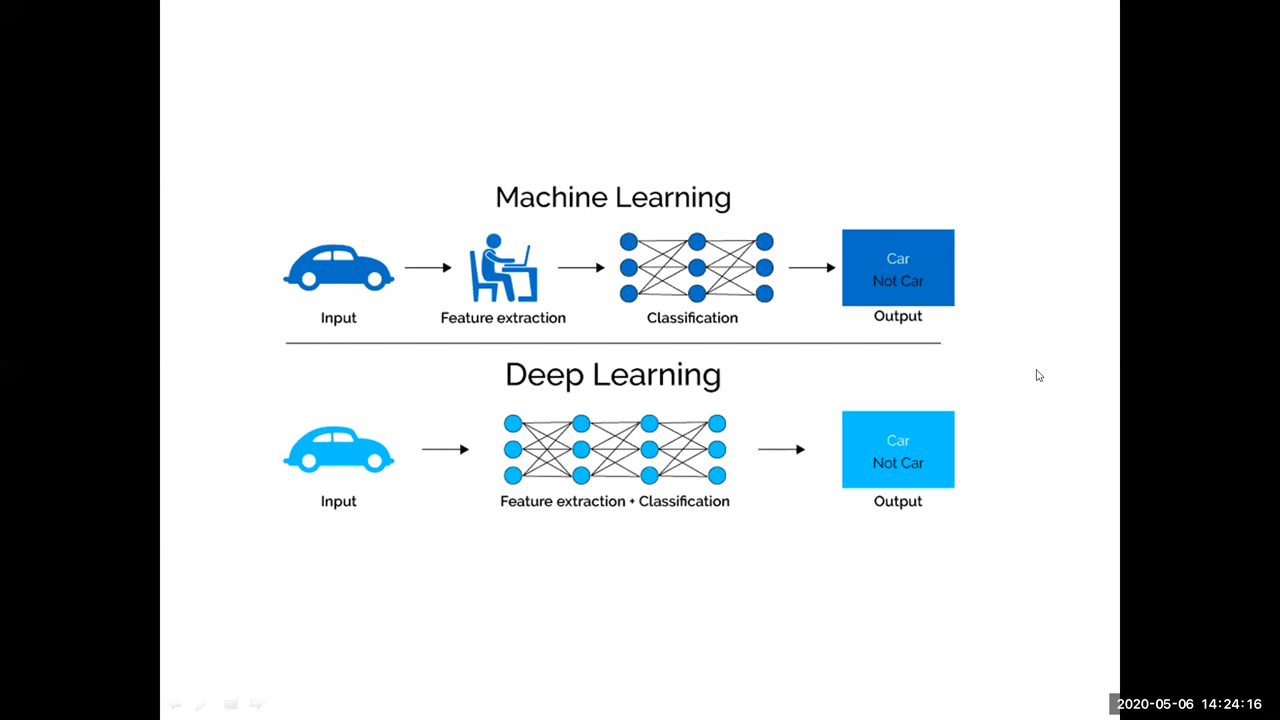 Machine Learning
Car
Not Car
Input
Feature extraction
Classification
Output
Deep Learning
Car
Not Car
Input
Feature extraction + Classification
Output
2020-05-06 14:24:16